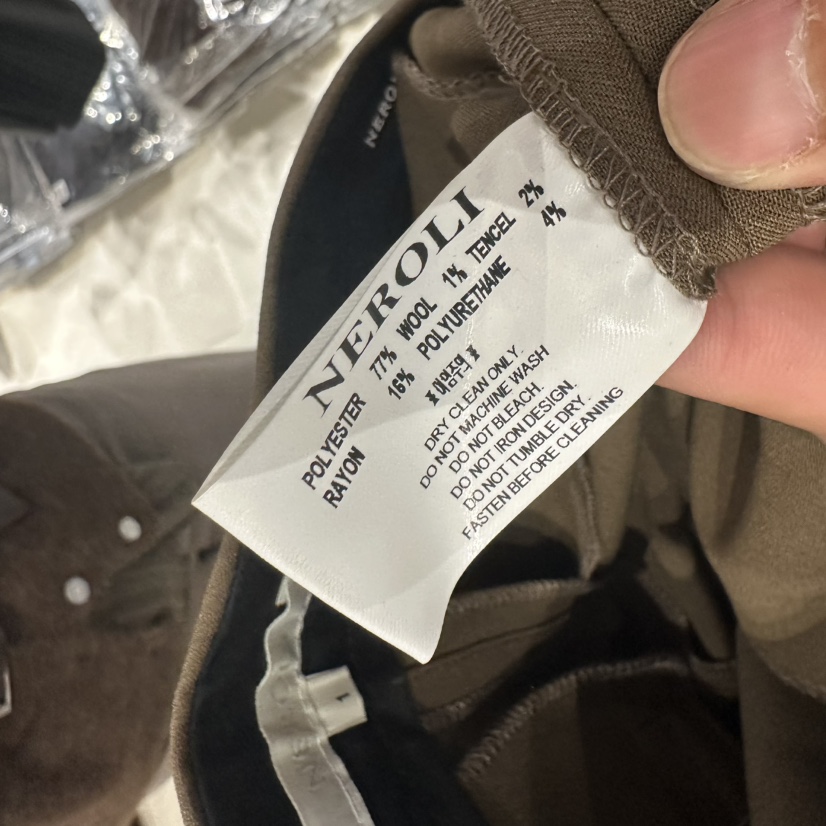 NERO
NEROLI
POLYESTER 77% WOOL 1% TENCEL 2%
RAYON 16% POLYURETHANE 4%
DRY CLEAN ONLY.
DO NOT MACHINE WASH
DO NOT BLEACH.
DO NOT IRON DESIGN.
DO NOT TUMBLE DRY.
FASTEN BEFORE CLEANING
1